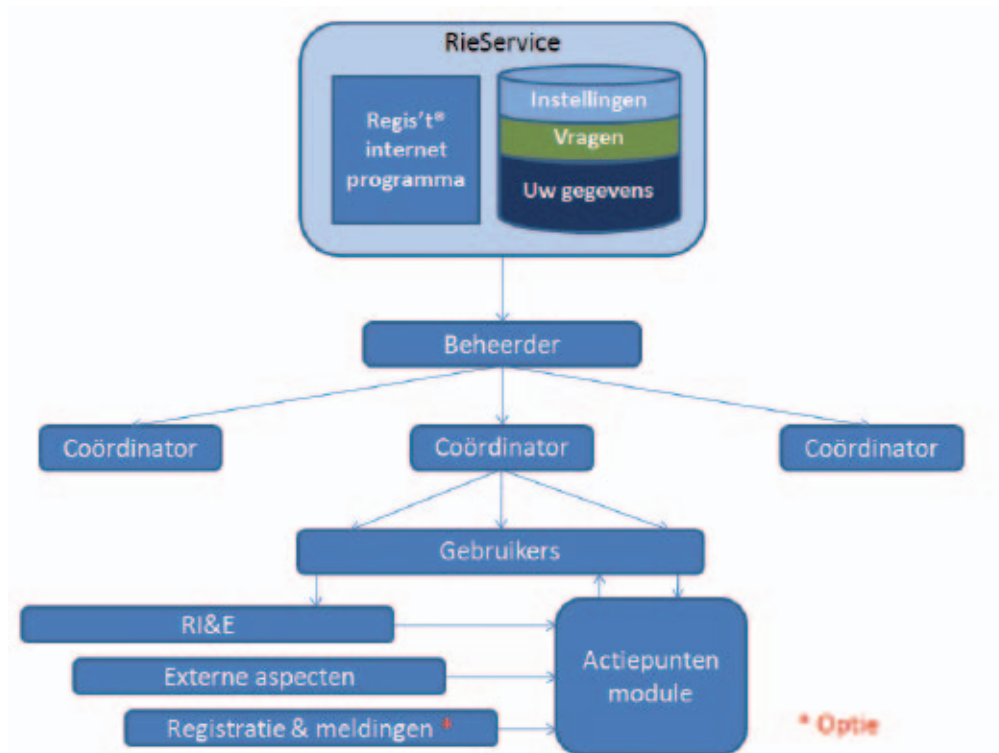 RieService
Regis't®
internet
programma
Instellingen
Vragen
Uw gegevens
Beheerder
Coördinator
Coördinator
Coördinator
Gebruikers
RI&E
Externe aspecten
Registratie & meldingen *
Actiepunten
module
* Optie